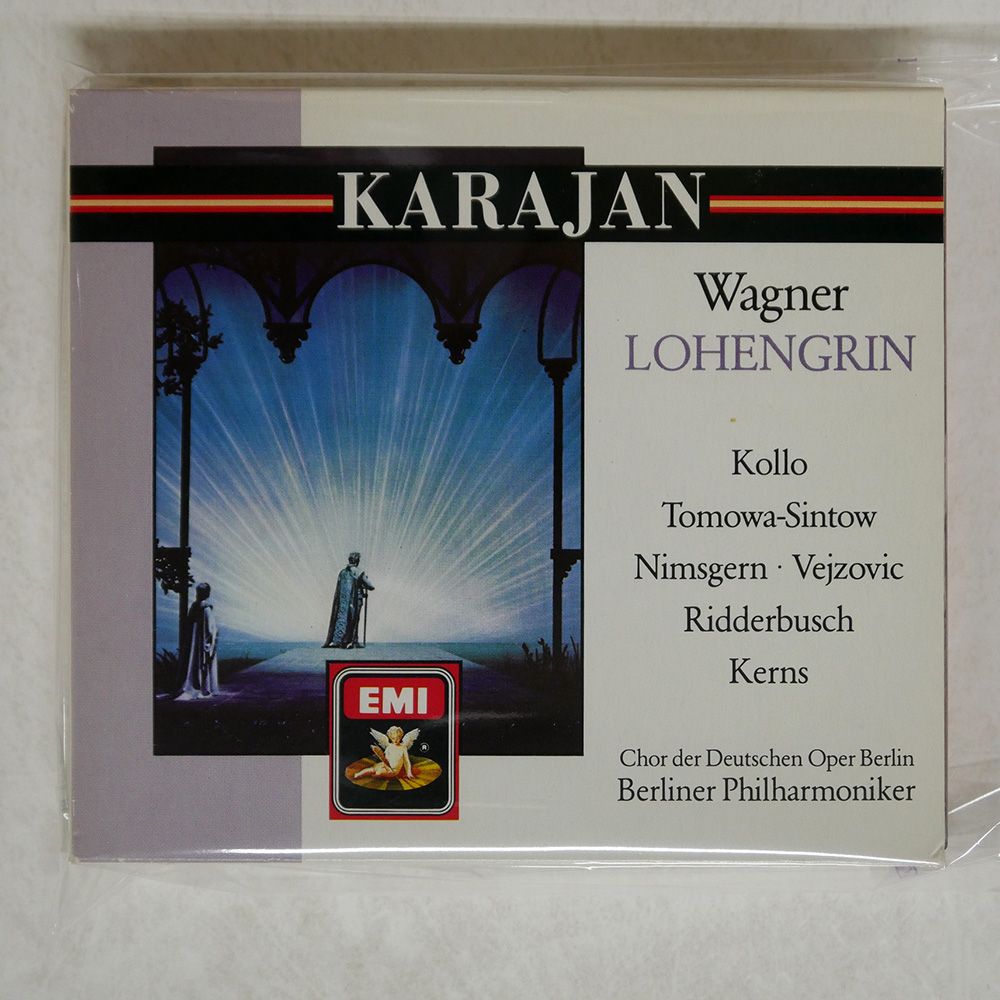 KARAJAN
Wagner
LOHENGRIN
Kollo
Tomowa-Sintow
Nimsgern · Vejzovic
Ridderbusch
Kerns
EMI
®
Chor der Deutschen Oper Berlin
Berliner Philharmoniker